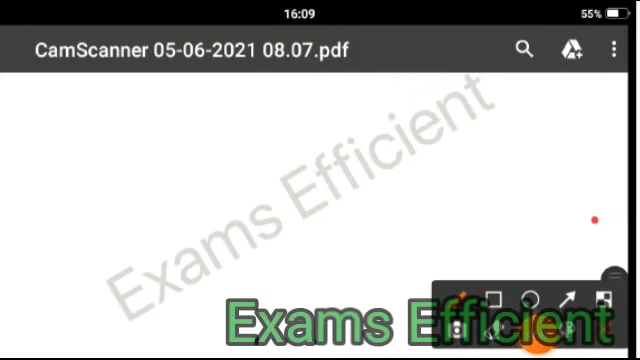 16:09
55%
CamScanner 05-06-2021 08.07.pdf
Exams Efficient
Exams Efficient